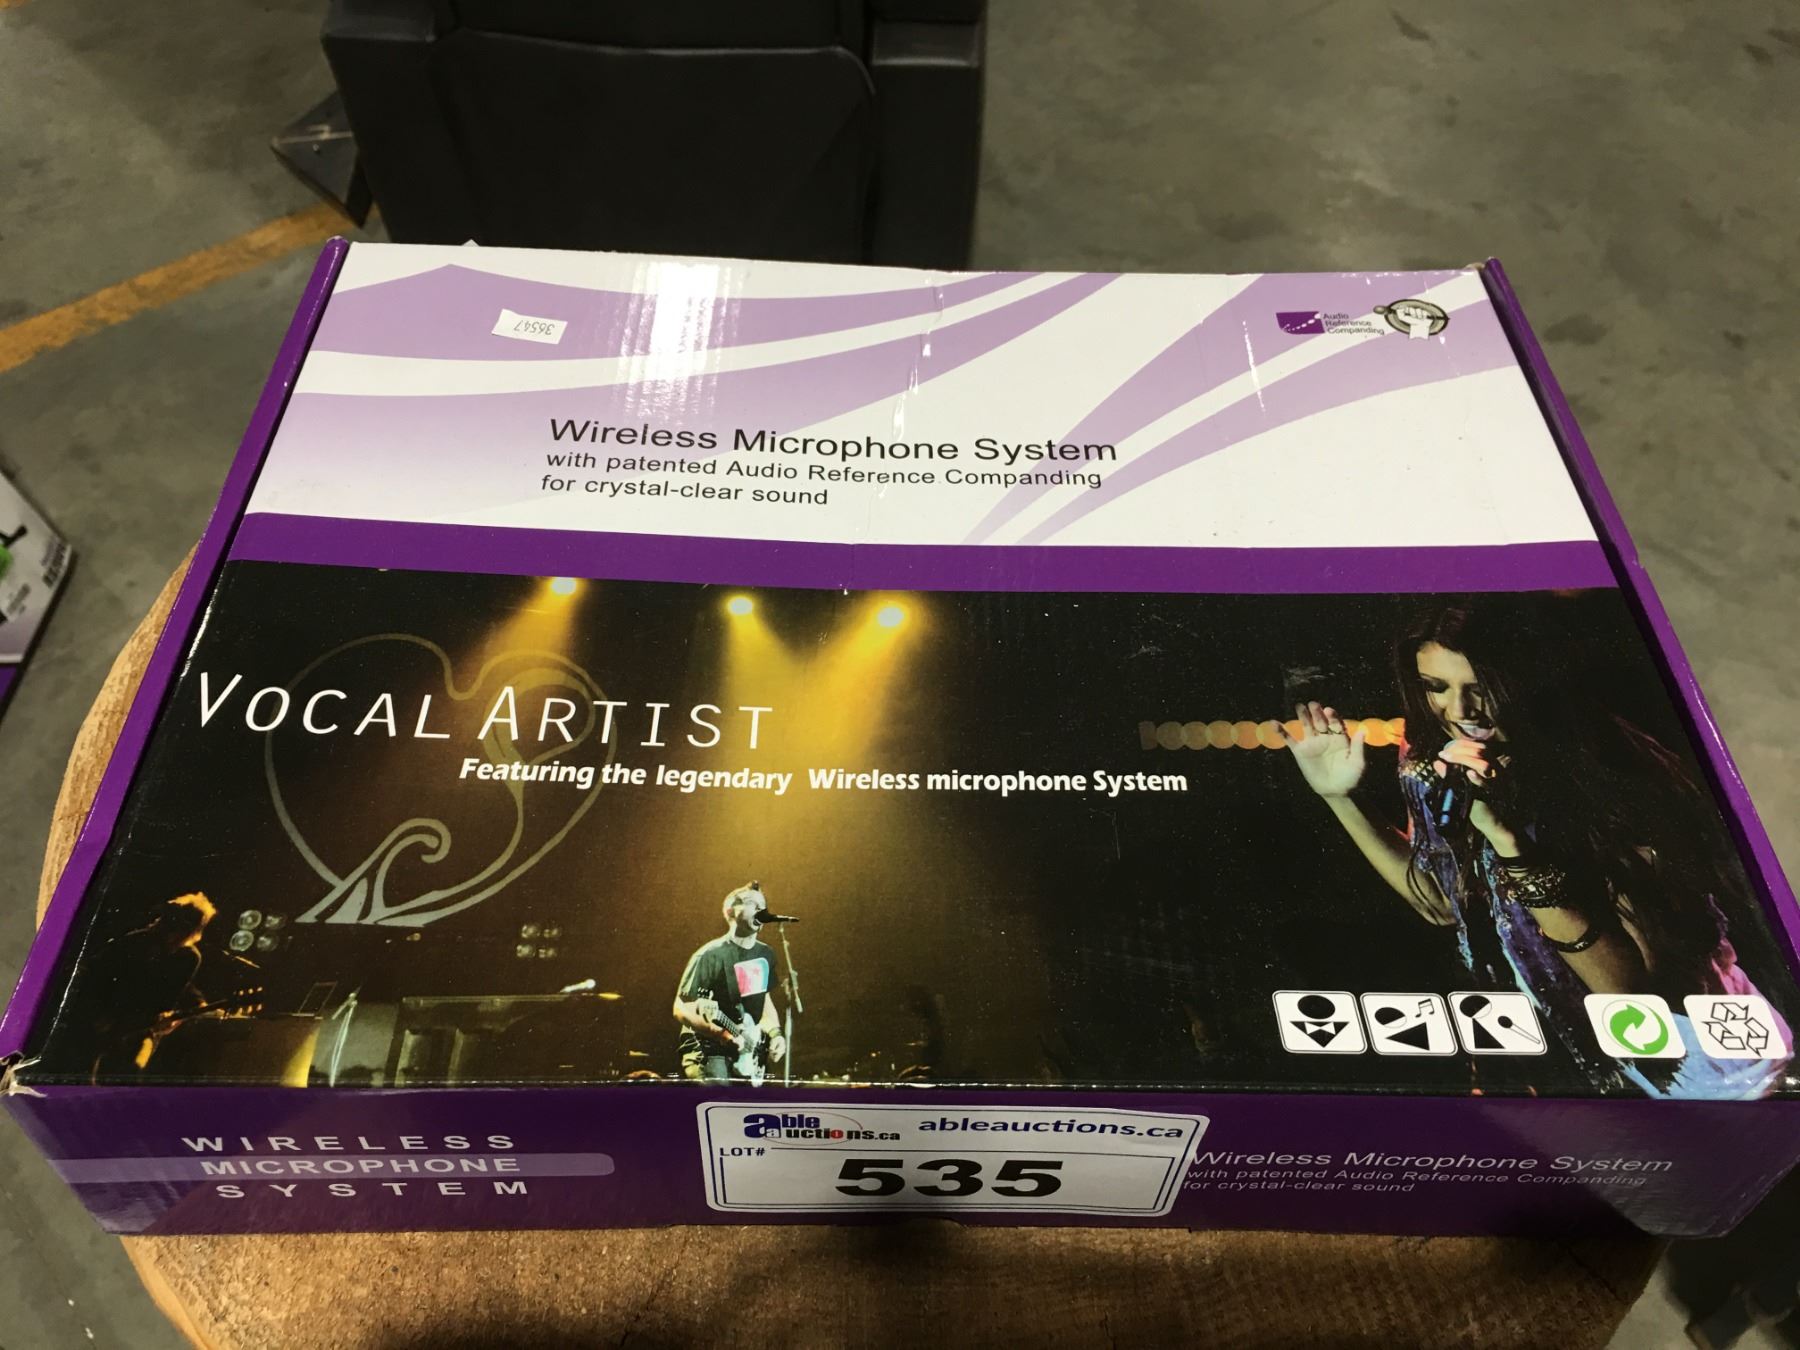 36547
Audio
Reference
Companding
Wireless Microphone System
with patented Audio Reference Companding
for crystal-clear sound
VOCAL ARTIST
Featuring the legendary Wireless microphone System
WIRELESS
MICROPHONE
SYSTEM
able auctions.ca
ableauctions.ca
LOT#
535
Wireless Microphone System
with patented Audio Reference Companding
for crystal-clear sound